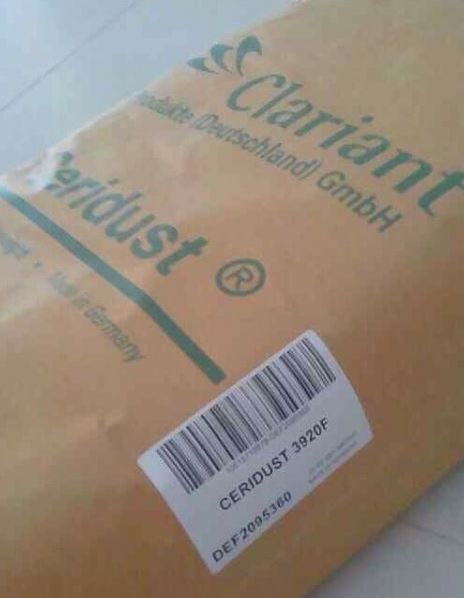 Clariant
Produkte (Deutschland) GmbH
Ceridust ®
• Made in Germany
CERIDUST 3920F
DEF2095360